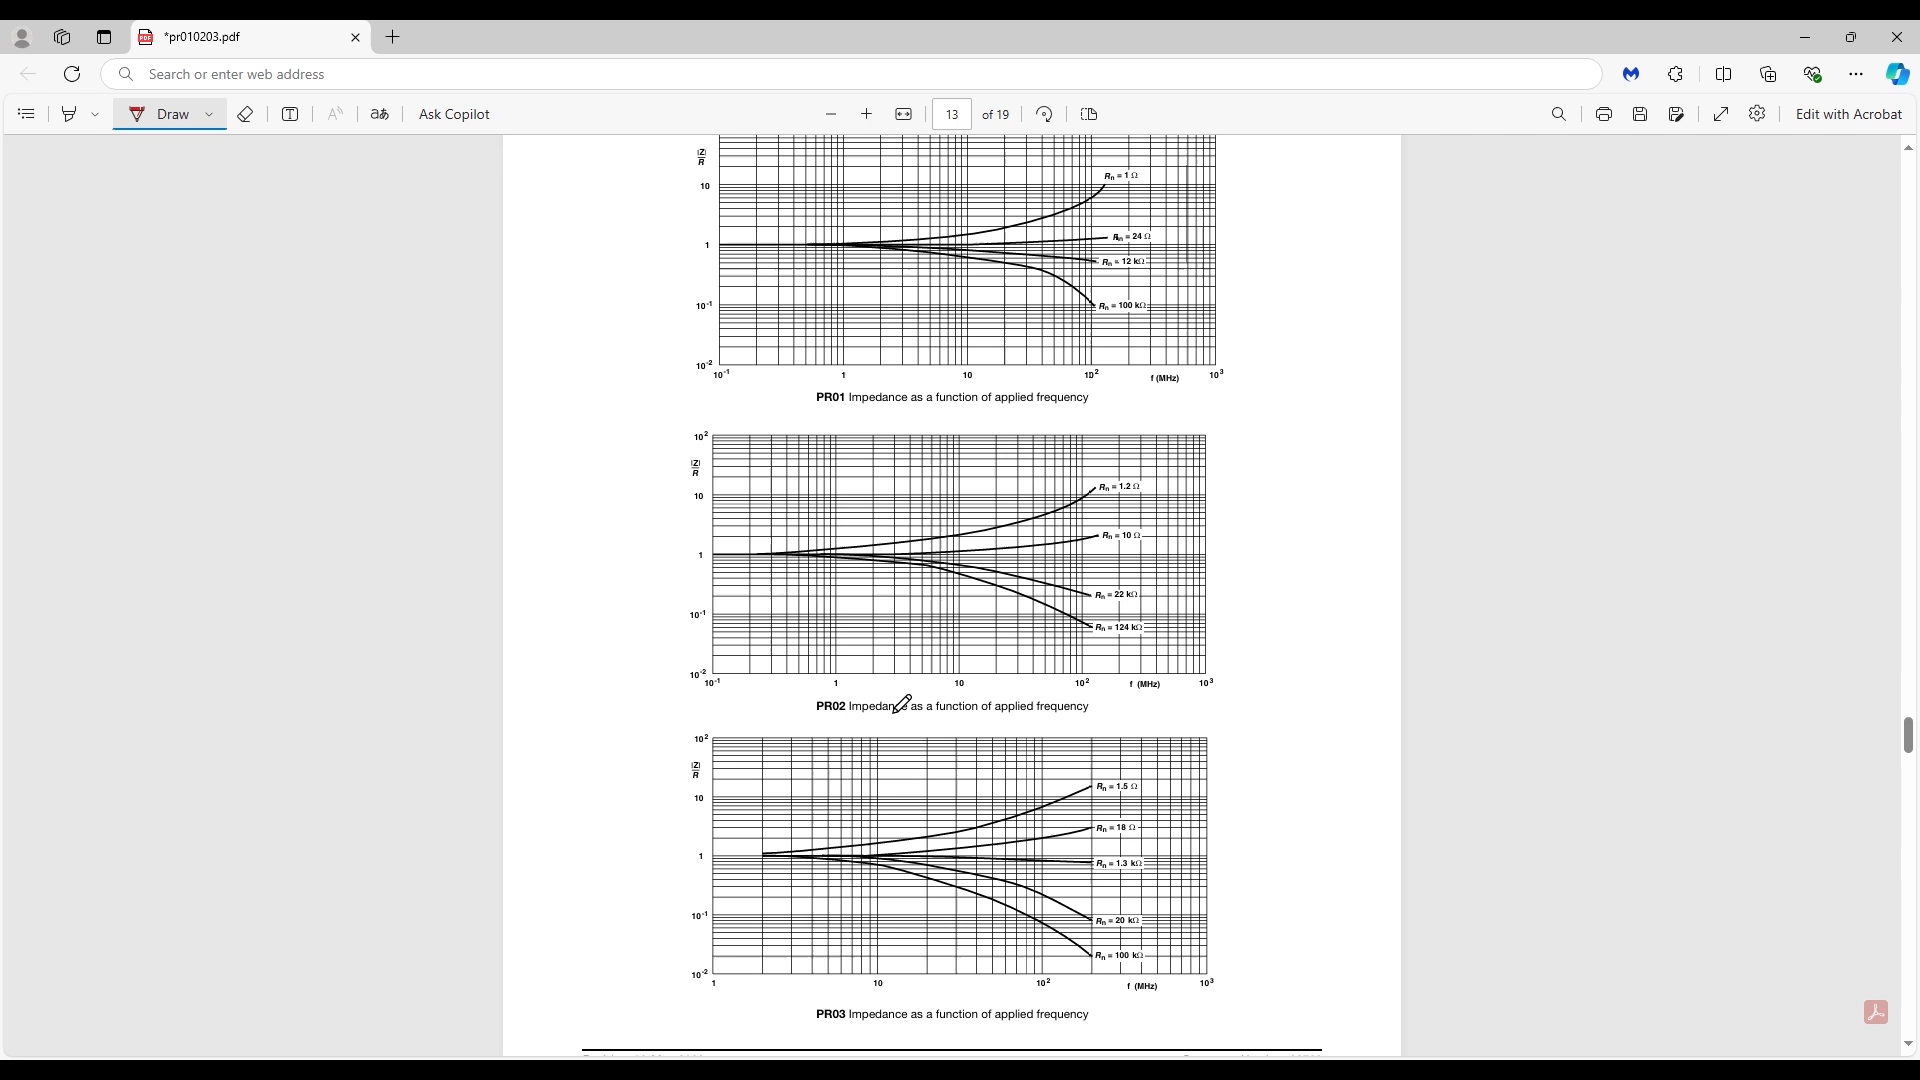 *pr010203.pdf
Search or enter web address
Draw
aあ
Ask Copilot
13 of 19
Edit with Acrobat
|Z|
R
10
1
10-1
10-2
Rn = 1 Ω
Rn = 24 Ω
Rn = 12 kΩ
Rn = 100 kΩ
10-1 1 10 102 f (MHz) 103
PR01 Impedance as a function of applied frequency
102
|Z|
R
10
1
10-1
10-2
Rn = 1.2 Ω
Rn = 10 Ω
Rn = 22 kΩ
Rn = 124 kΩ
10-1 1 10 102 f (MHz) 103
PR02 Impedance as a function of applied frequency
102
|Z|
R
10
1
10-1
10-2
Rn = 1.5 Ω
Rn = 18 Ω
Rn = 1.3 kΩ
Rn = 20 kΩ
Rn = 100 kΩ
1 10 102 f (MHz) 103
PR03 Impedance as a function of applied frequency